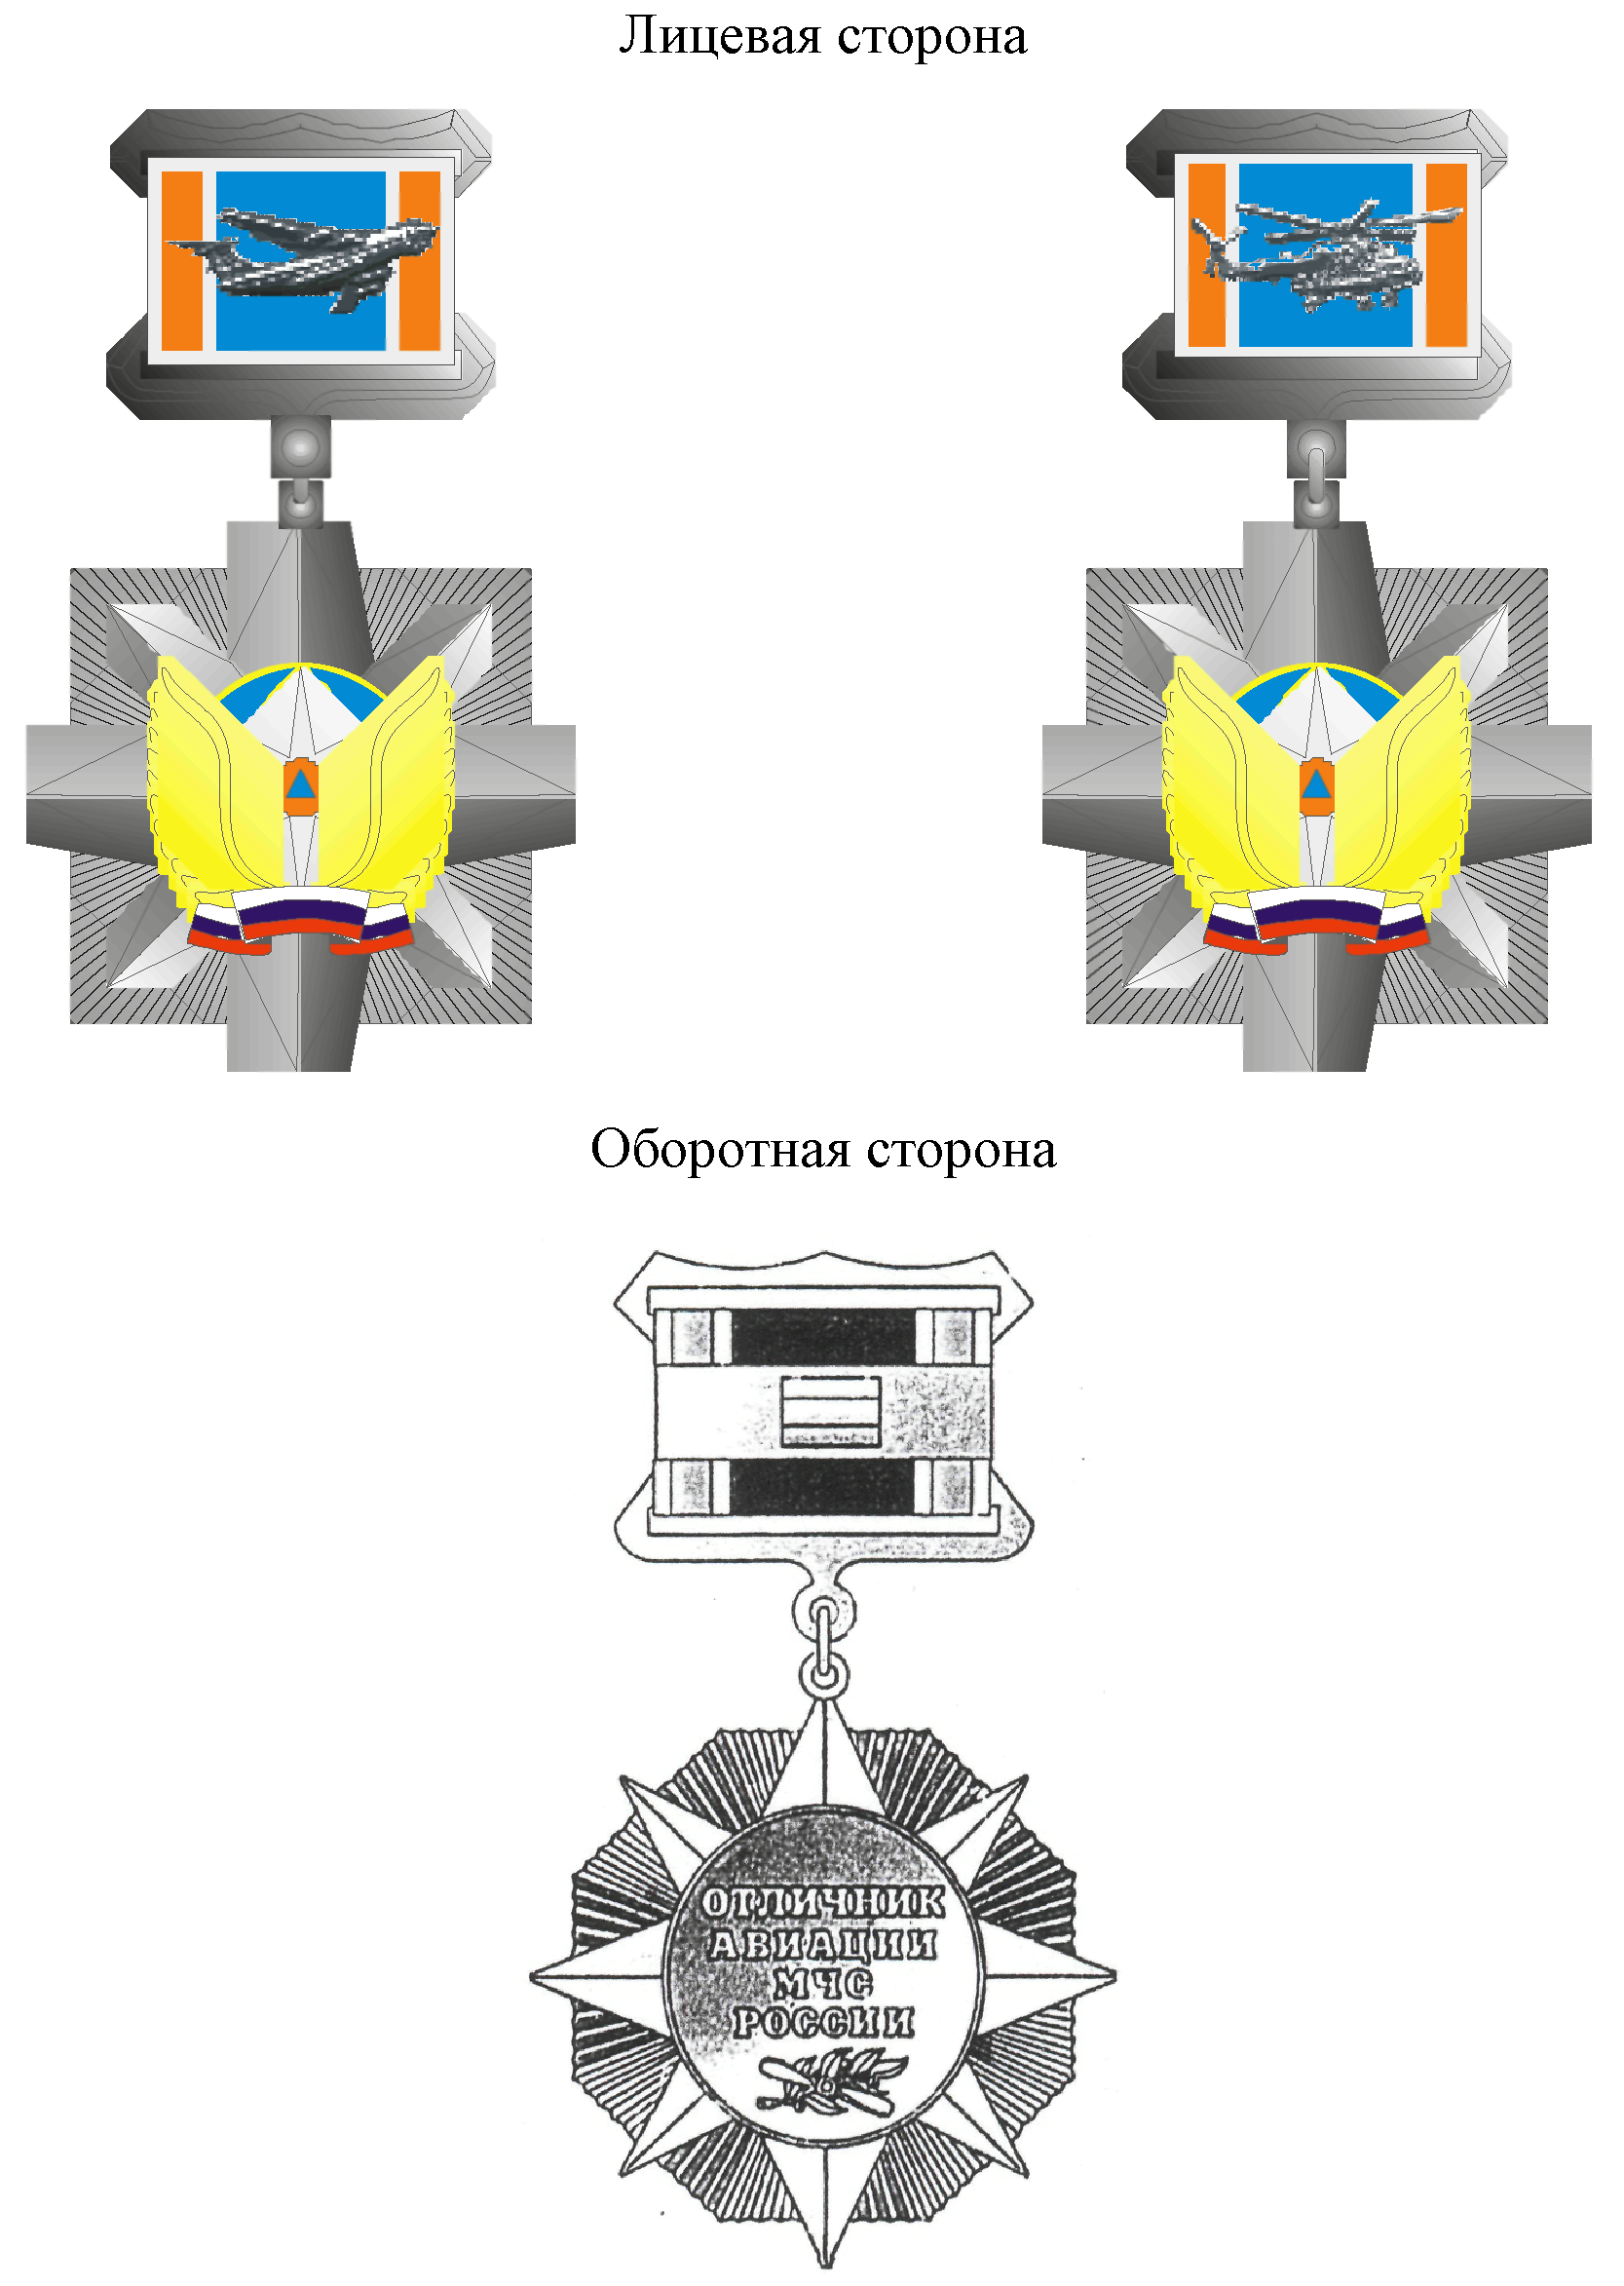 Лицевая сторона
Оборотная сторона
ОТЛИЧНИК
АВИАЦИИ
МЧС
РОССИИ